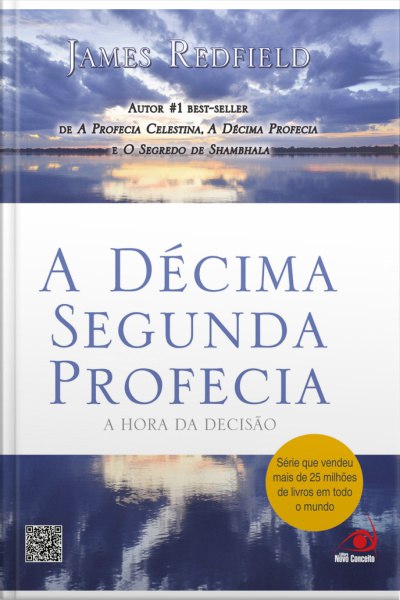 JAMES REDFIELD
AUTOR #1 BEST-SELLER
DE A PROFECIA CELESTINA, A DÉCIMA PROFECIA
E O SEGREDO DE SHAMBHALA
A DÉCIMA
SEGUNDA
PROFECIA
A HORA DA DECISÃO
Série que vendeu
mais de 25 milhões
de livros em todo
o mundo
Editora
Novo Conceito